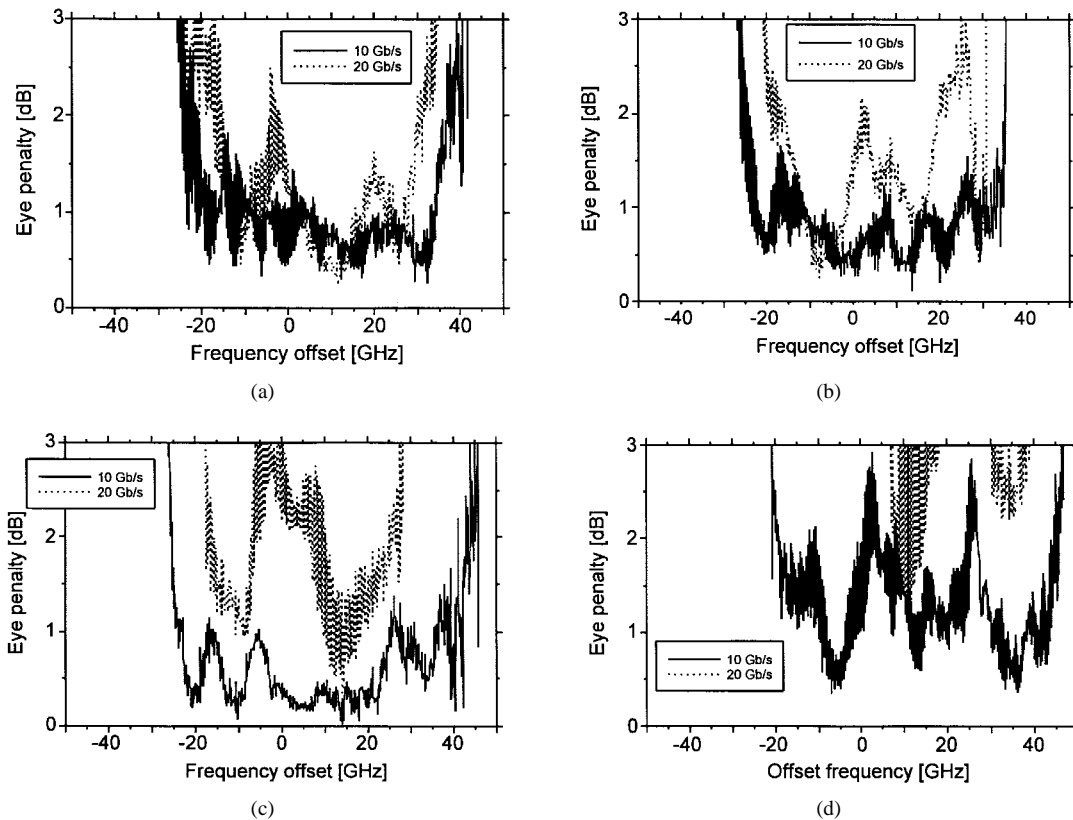 3
2
1
0
Eye penalty [dB]
10 Gb/s
20 Gb/s
-40 -20 0 20 40
Frequency offset [GHz]
(a)
3
2
1
0
Eye penalty [dB]
10 Gb/s
20 Gb/s
-40 -20 0 20 40
Frequency offset [GHz]
(b)
3
2
1
0
Eye penalty [dB]
10 Gb/s
20 Gb/s
-40 -20 0 20 40
Frequency offset [GHz]
(c)
3
2
1
0
Eye penalty [dB]
10 Gb/s
20 Gb/s
-40 -20 0 20 40
Offset frequency [GHz]
(d)